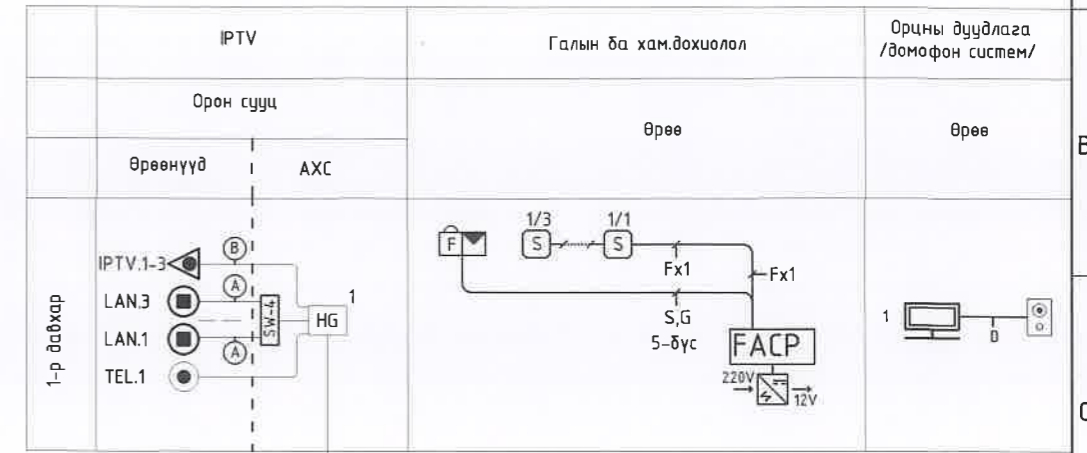 IPTV
Галын ба хам.дохиолол
Орцны дуудлага
/домофон систем/
Орон сууц
Өрөө
Өрөө
Өрөөнүүд
АХС
B
1-р давхар
IPTV.1-3
B
LAN.3
A
LAN.1
A
TEL.1
SW-4
HG
1
F
1/3
S
1/1
S
Fx1
Fx1
S,G
5-бүс
FACP
220V
12V
1
D
C